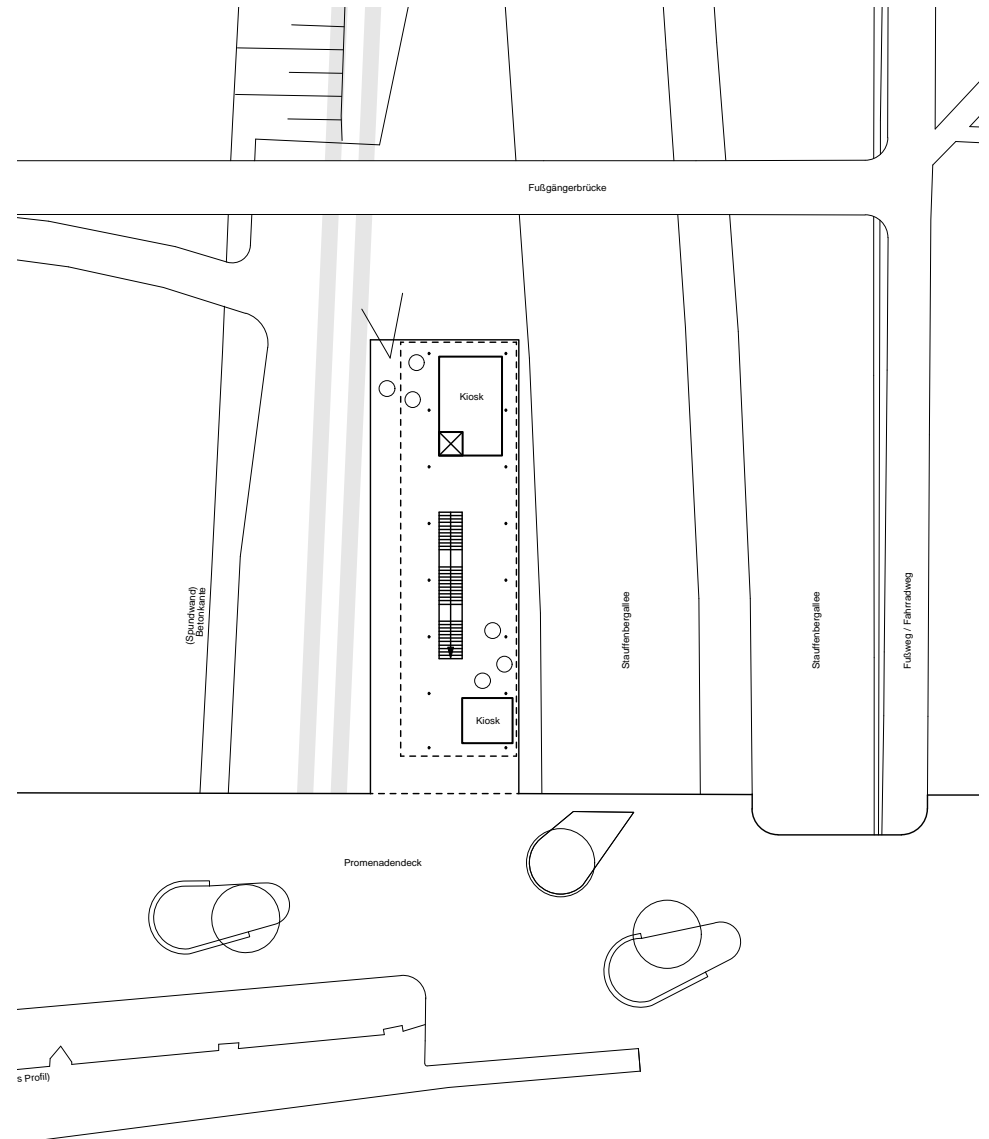 Fußgängerbrücke
Kiosk
(Spundwand)
Betonkante
Stauffenbergallee
Stauffenbergallee
Fußweg / Fahrradweg
Kiosk
Promenadendeck
s Profil)